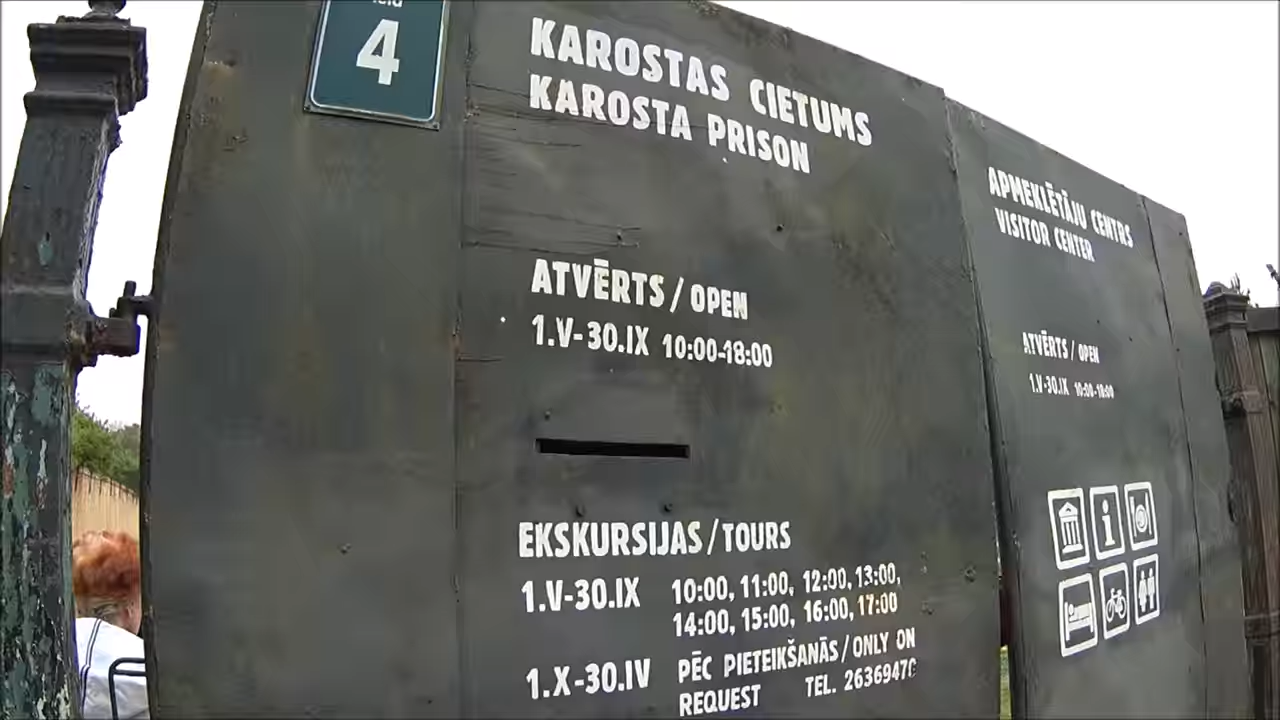 4
KAROSTAS CIETUMS
KAROSTA PRISON
ATVĒRTS / OPEN
1.V-30.IX 10:00-18:00
EKSKURSIJAS / TOURS
1.V-30.IX 10:00, 11:00, 12:00, 13:00,
14:00, 15:00, 16:00, 17:00
1.X-30.IV PĒC PIETEIKŠANĀS / ONLY ON
REQUEST TEL. 26369470
APMEKLĒTĀJU CENTRS
VISITOR CENTER
ATVĒRTS / OPEN
1.V-30.IX 10:00-18:00